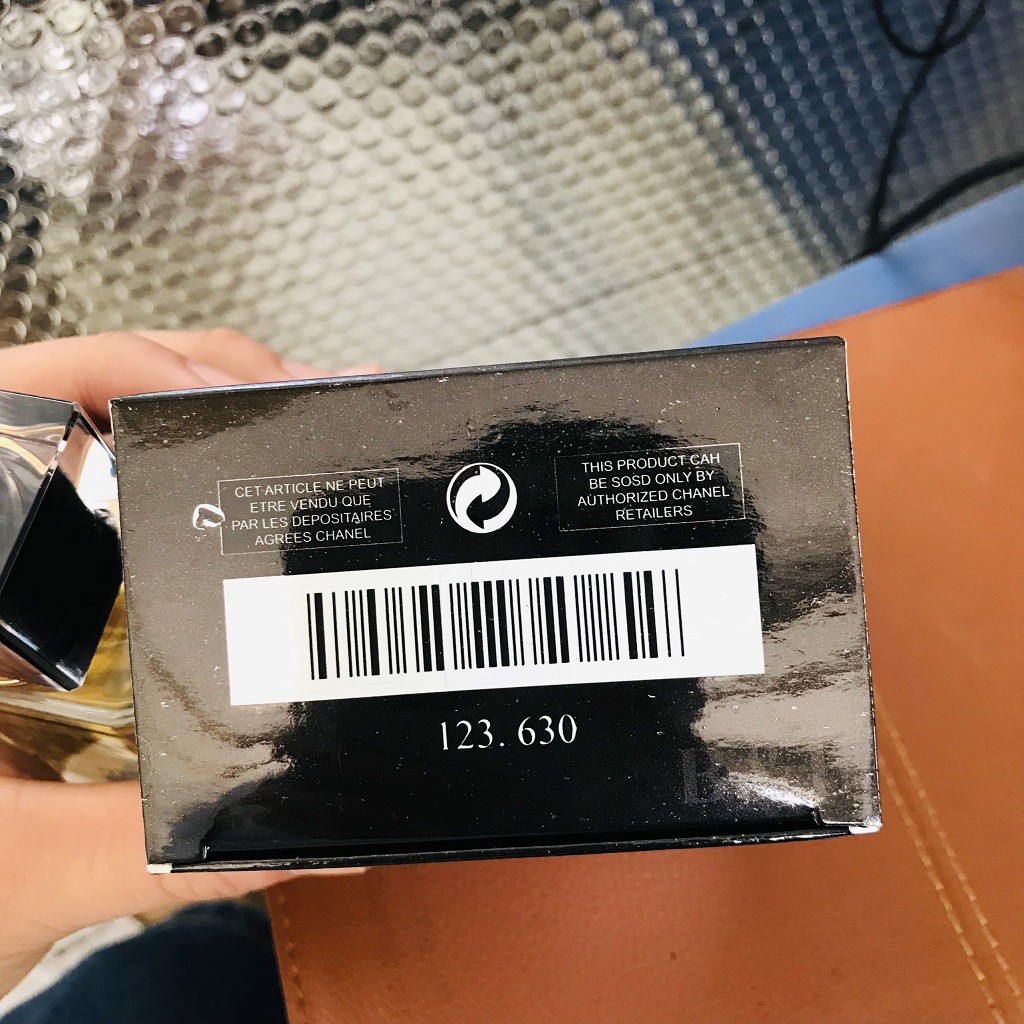 CET ARTICLE NE PEUT
ETRE VENDU QUE
PAR LES DEPOSITAIRES
AGREES CHANEL
THIS PRODUCT CAH
BE SOSD ONLY BY
AUTHORIZED CHANEL
RETAILERS
123. 630